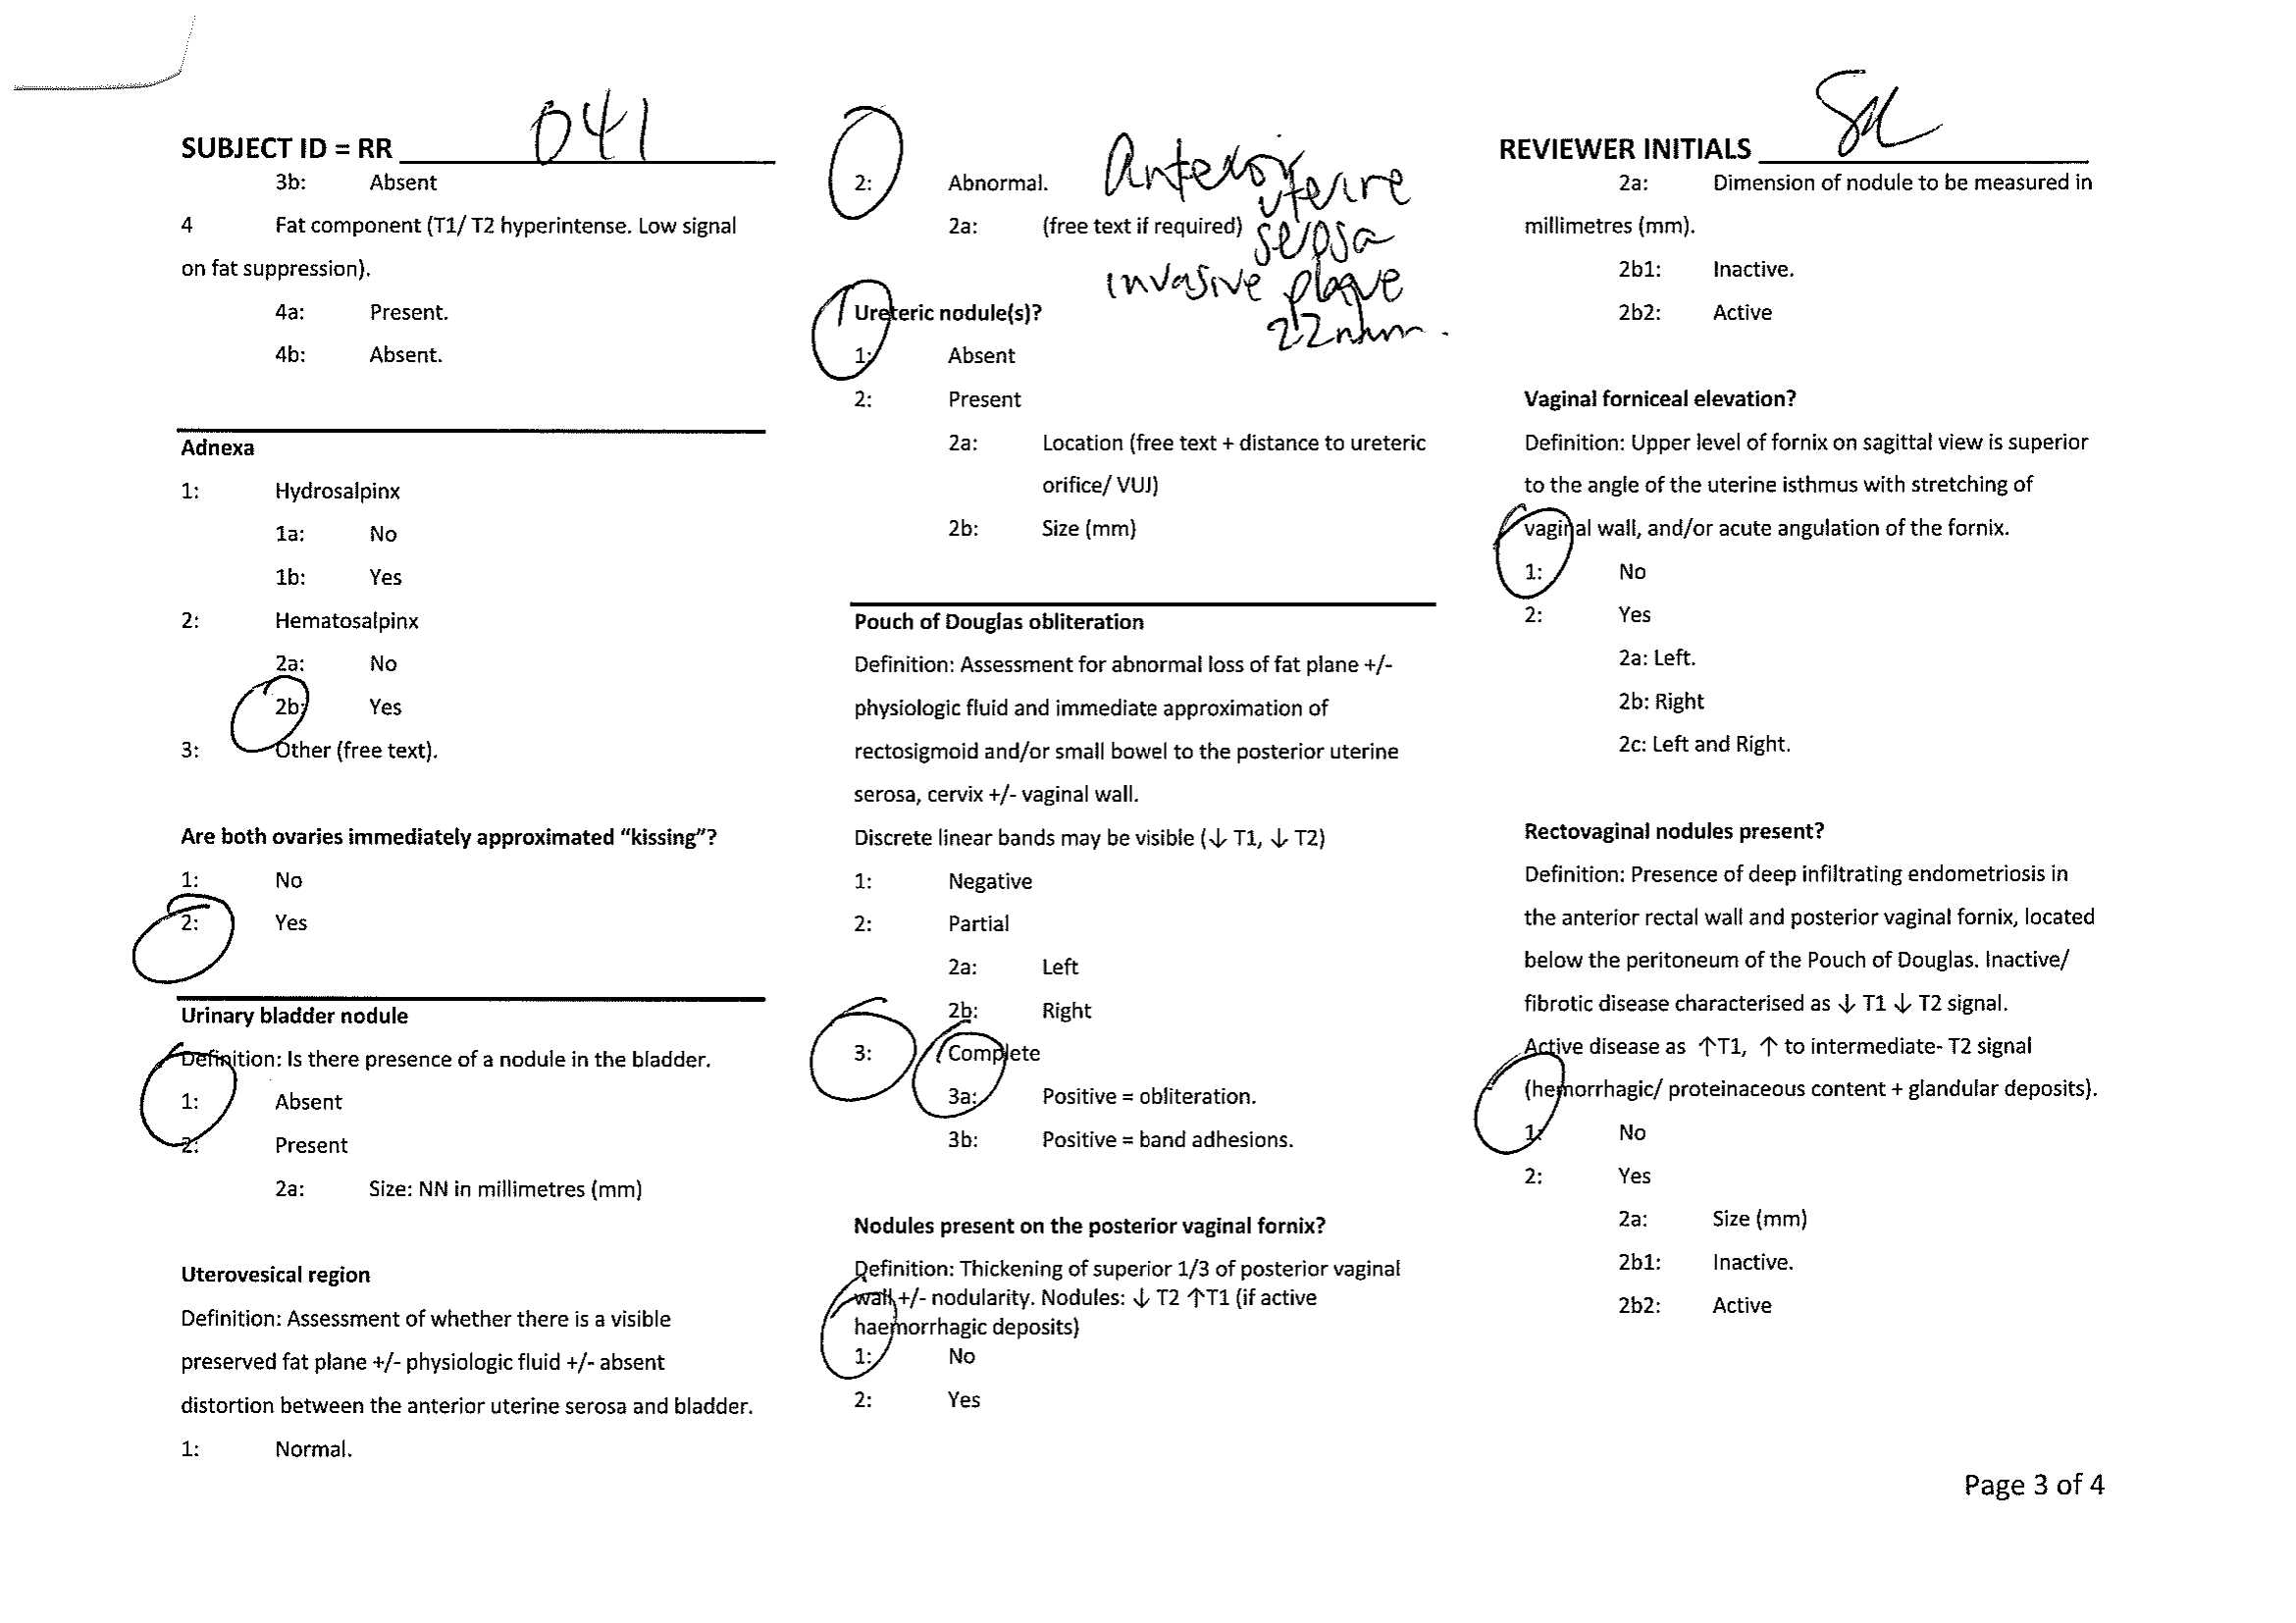 SUBJECT ID = RR 041
3b: Absent
4 Fat component (T1/ T2 hyperintense. Low signal
on fat suppression).
4a: Present.
4b: Absent.
Adnexa
1: Hydrosalpinx
1a: No
1b: Yes
2: Hematosalpinx
2a: No
2b: Yes
3: Other (free text).
Are both ovaries immediately approximated “kissing”?
1: No
2: Yes
Urinary bladder nodule
Definition: Is there presence of a nodule in the bladder.
1: Absent
2: Present
2a: Size: NN in millimetres (mm)
Uterovesical region
Definition: Assessment of whether there is a visible
preserved fat plane +/- physiologic fluid +/- absent
distortion between the anterior uterine serosa and bladder.
1: Normal.
2: Abnormal.
2a: (free text if required)
Anterior
uterine
serosa
invasive plaque
22mm.
Ureteric nodule(s)?
1: Absent
2: Present
2a: Location (free text + distance to ureteric
orifice/ VUJ)
2b: Size (mm)
Pouch of Douglas obliteration
Definition: Assessment for abnormal loss of fat plane +/-
physiologic fluid and immediate approximation of
rectosigmoid and/or small bowel to the posterior uterine
serosa, cervix +/- vaginal wall.
Discrete linear bands may be visible (↓ T1, ↓ T2)
1: Negative
2: Partial
2a: Left
2b: Right
3: Complete
3a: Positive = obliteration.
3b: Positive = band adhesions.
Nodules present on the posterior vaginal fornix?
Definition: Thickening of superior 1/3 of posterior vaginal
wall +/- nodularity. Nodules: ↓ T2 ↑T1 (if active
haemorrhagic deposits)
1: No
2: Yes
REVIEWER INITIALS
2a: Dimension of nodule to be measured in
millimetres (mm).
2b1: Inactive.
2b2: Active
Vaginal forniceal elevation?
Definition: Upper level of fornix on sagittal view is superior
to the angle of the uterine isthmus with stretching of
vaginal wall, and/or acute angulation of the fornix.
1: No
2: Yes
2a: Left.
2b: Right
2c: Left and Right.
Rectovaginal nodules present?
Definition: Presence of deep infiltrating endometriosis in
the anterior rectal wall and posterior vaginal fornix, located
below the peritoneum of the Pouch of Douglas. Inactive/
fibrotic disease characterised as ↓ T1 ↓ T2 signal.
Active disease as ↑T1, ↑ to intermediate- T2 signal
(hemorrhagic/ proteinaceous content + glandular deposits).
1: No
2: Yes
2a: Size (mm)
2b1: Inactive.
2b2: Active
Page 3 of 4